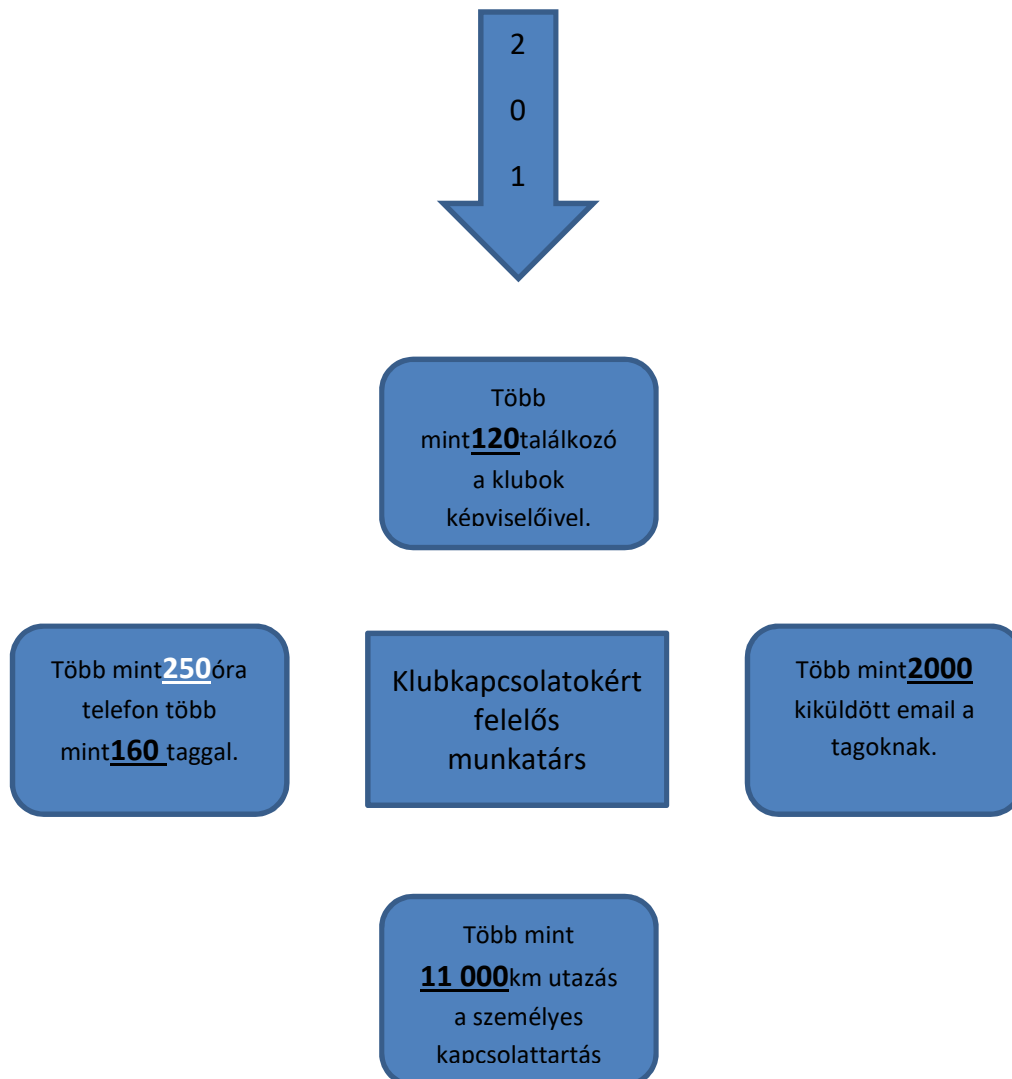 2
0
1
Több
mint120találkozó
a klubok
képviselőivel.
Több mint250óra
telefon több
mint160 taggal.
Klubkapcsolatokért
felelős
munkatárs
Több mint2000
kiküldött email a
tagoknak.
Több mint
11 000km utazás
a személyes
kapcsolattartás